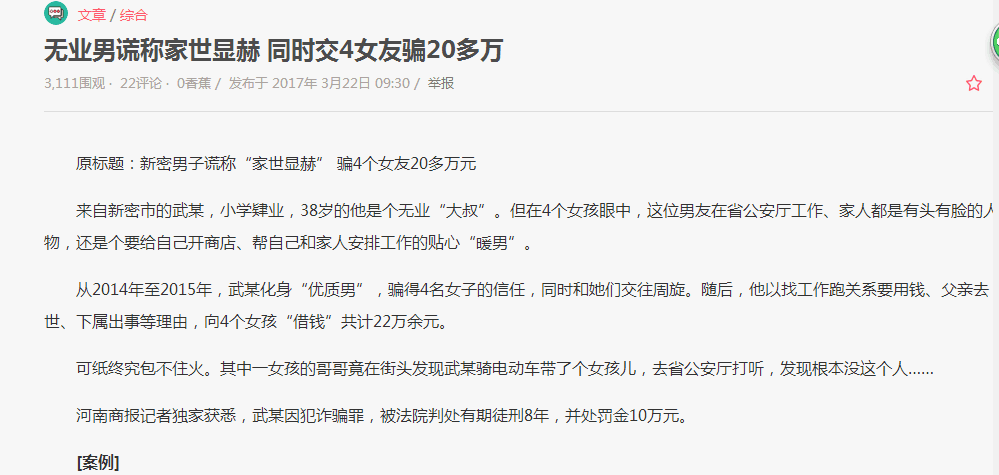 文章 / 综合
无业男谎称家世显赫 同时交4女友骗20多万
3,111围观 · 22评论 · 0香蕉 / 发布于 2017年 3月22日 09:30 / 举报
原标题：新密男子谎称“家世显赫” 骗4个女友20多万元
来自新密市的武某，小学肄业，38岁的他是个无业“大叔”。但在4个女孩眼中，这位男友在省公安厅工作、家人都是有头有脸的人
物，还是个要给自己开商店、帮自己和家人安排工作的贴心“暖男”。
从2014年至2015年，武某化身“优质男”，骗得4名女子的信任，同时和她们交往周旋。随后，他以找工作跑关系要用钱、父亲去
世、下属出事等理由，向4个女孩“借钱”共计22万余元。
可纸终究包不住火。其中一女孩的哥哥竟在街头发现武某骑电动车带了个女孩儿，去省公安厅打听，发现根本没这个人......
河南商报记者独家获悉，武某因犯诈骗罪，被法院判处有期徒刑8年，并处罚金10万元。
[案例]